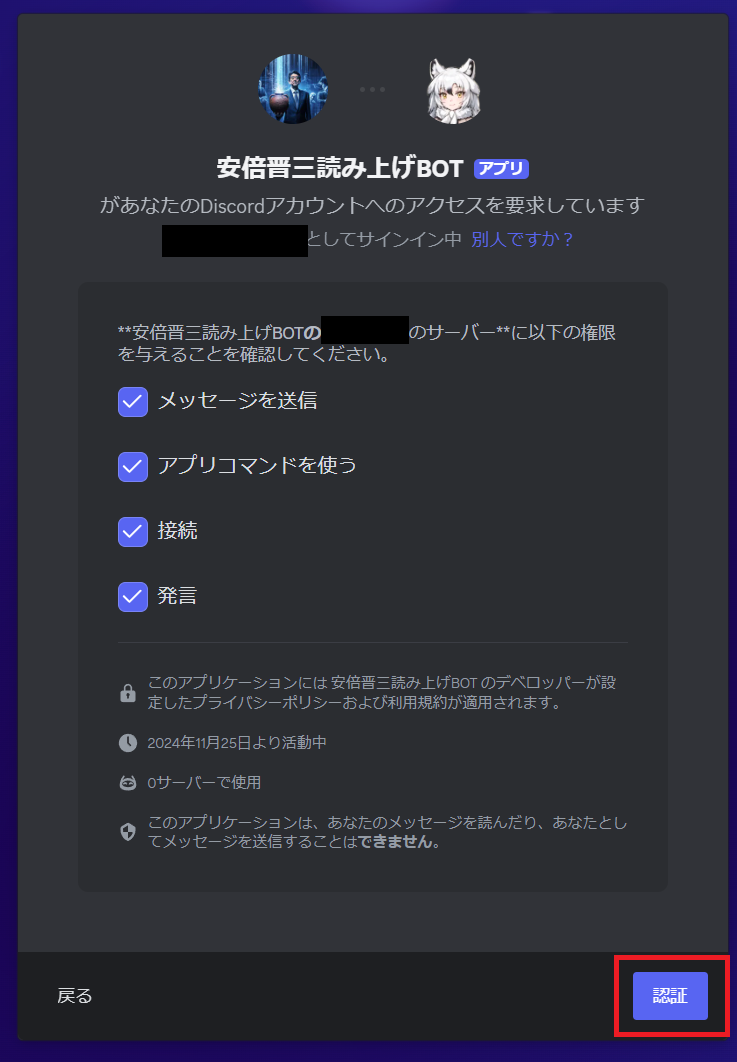 安倍晋三読み上げBOT アプリ
があなたのDiscordアカウントへのアクセスを要求しています
としてサインイン中 別人ですか？
**安倍晋三読み上げBOTの のサーバー**に以下の権限
を与えることを確認してください。
メッセージを送信
アプリコマンドを使う
接続
発言
このアプリケーションには 安倍晋三読み上げBOT のデベロッパーが設
定したプライバシーポリシーおよび利用規約が適用されます。
2024年11月25日より活動中
0サーバーで使用
このアプリケーションは、あなたのメッセージを読んだり、あなたとし
てメッセージを送信することはできません。
戻る
認証